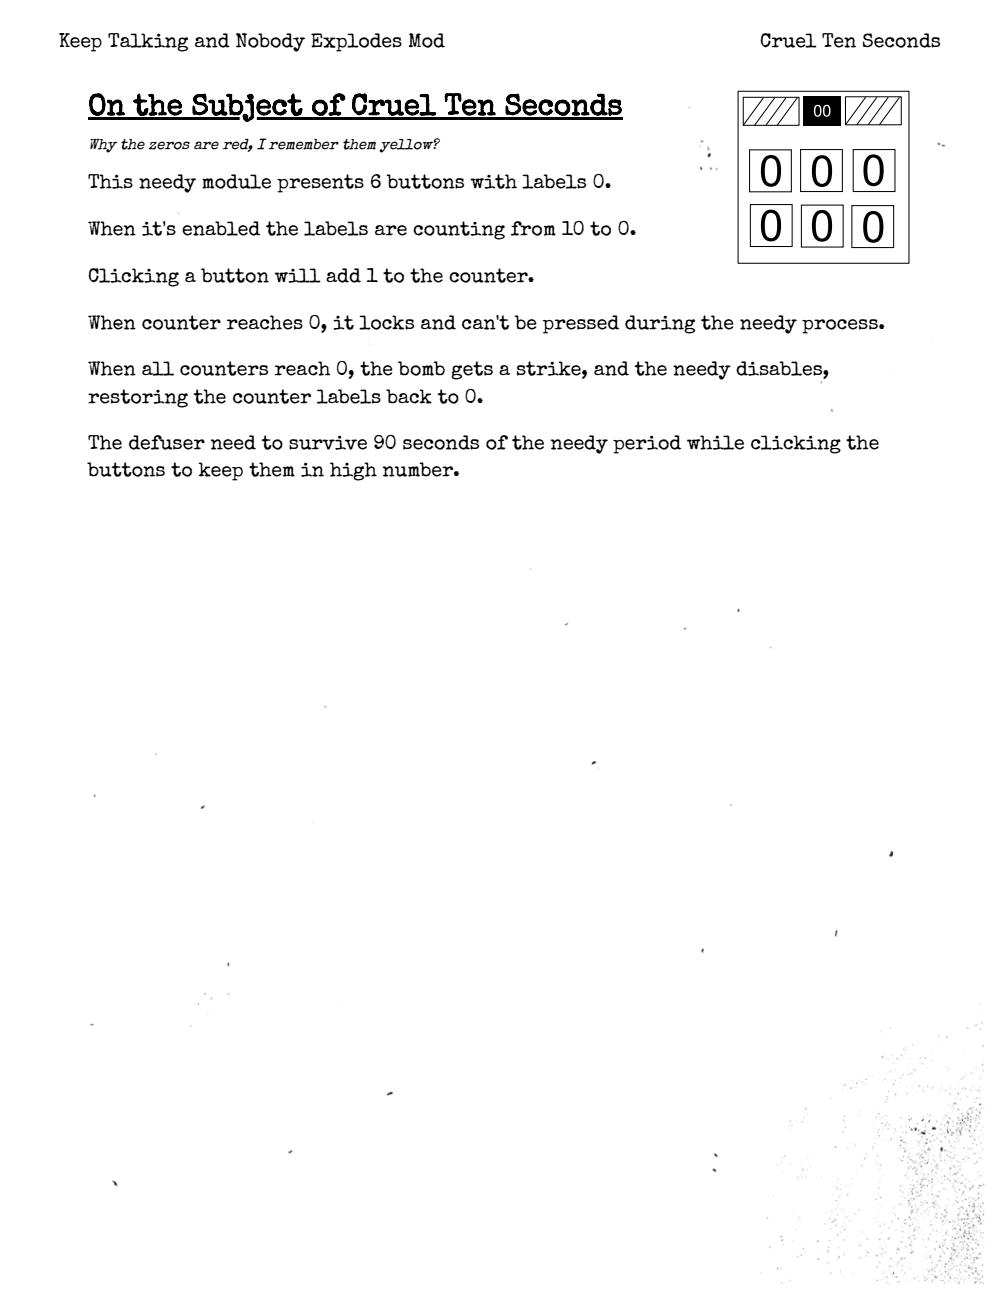 Keep Talking and Nobody Explodes Mod
Cruel Ten Seconds
On the Subject of Cruel Ten Seconds
Why the zeros are red, I remember them yellow?
00
0 0 0
0 0 0
This needy module presents 6 buttons with labels 0.
When it's enabled the labels are counting from 10 to 0.
Clicking a button will add 1 to the counter.
When counter reaches 0, it locks and can't be pressed during the needy process.
When all counters reach 0, the bomb gets a strike, and the needy disables,
restoring the counter labels back to 0.
The defuser need to survive 90 seconds of the needy period while clicking the
buttons to keep them in high number.